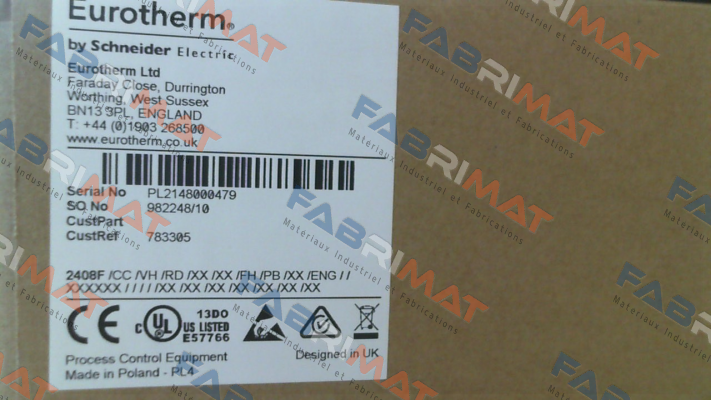 Eurotherm®
by Schneider Electric
Eurotherm Ltd
Faraday Close, Durrington
Worthing, West Sussex
BN13 3PL, ENGLAND
T: +44 (0)1903 268500
www.eurotherm.co.uk
Serial No PL2148000479
SO No 982248/10
CustPart
CustRef 783305
2408F /CC /VH /RD /XX /XX /FH /PB /XX /ENG / /
XXXXXX / / / / /XX /XX /XX /XX /XX /XX /XX
CE
c UL us LISTED
13DO
E57766
Process Control Equipment
Designed in UK
Made in Poland - PL4
FABRIMAT
Materiaux Industriel et Fabrications